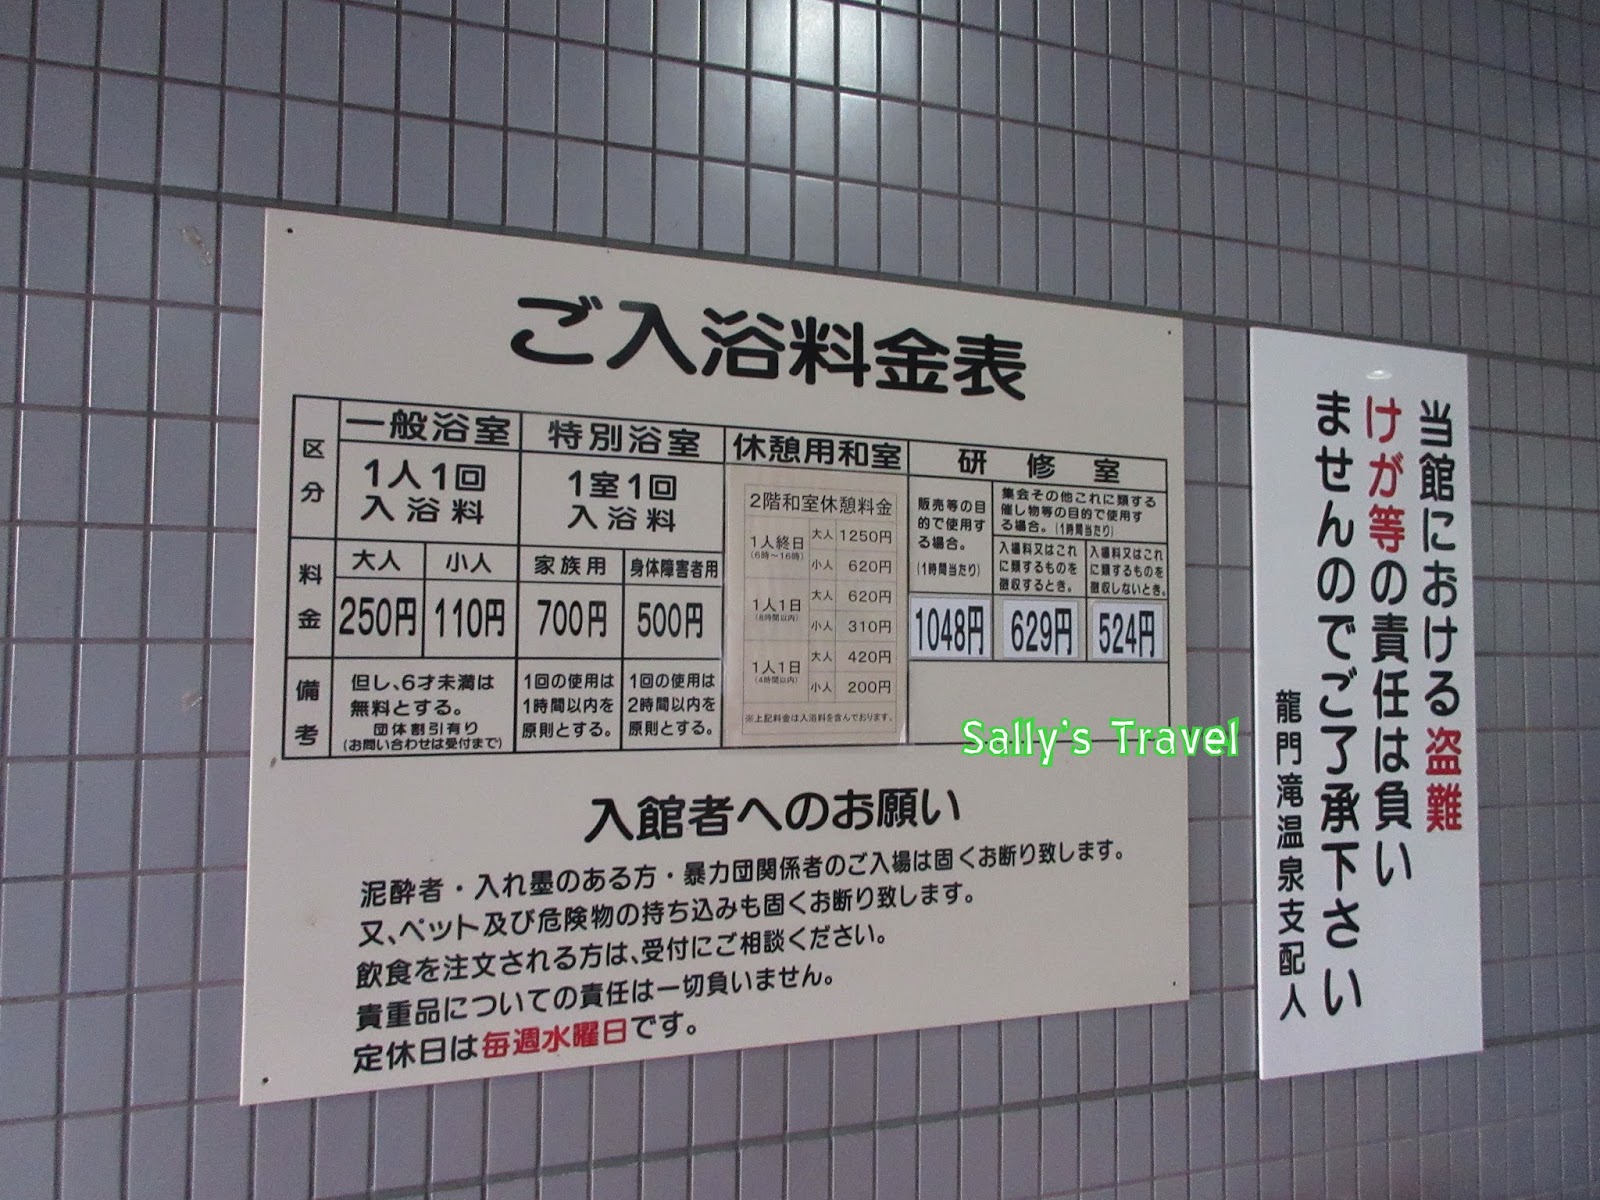 ご入浴料金表
区分
一般浴室
特別浴室
休憩用和室
研修室
1人1回
入浴料
1室1回
入浴料
2階和室休憩料金
1人終日
(6時～16時)
大人 1250円
小人 620円
1人1日
(8時間以内)
大人 620円
小人 310円
1人1日
(4時間以内)
大人 420円
小人 200円
※上記料金は入浴料を含んでおります。
販売等の目
的で使用す
る場合。
(1時間当たり)
集会その他これに類する
催し物等の目的で使用す
る場合。(1時間当たり)
入場料又はこれ
に類するものを
徴収するとき。
入場料又はこれ
に類するものを
徴収しないとき。
料金
大人
小人
家族用
身体障害者用
250円
110円
700円
500円
1048円
629円
524円
備考
但し、6才未満は
無料とする。
団体割引有り
(お問い合わせは受付まで)
1回の使用は
1時間以内を
原則とする。
1回の使用は
2時間以内を
原則とする。
Sally's Travel
入館者へのお願い
泥酔者・入れ墨のある方・暴力団関係者のご入場は固くお断り致します。
又、ペット及び危険物の持ち込みも固くお断り致します。
飲食を注文される方は、受付にご相談ください。
貴重品についての責任は一切負いません。
定休日は毎週水曜日です。
当館における盗難
けが等の責任は負い
ませんのでご了承下さい
龍門滝温泉支配人